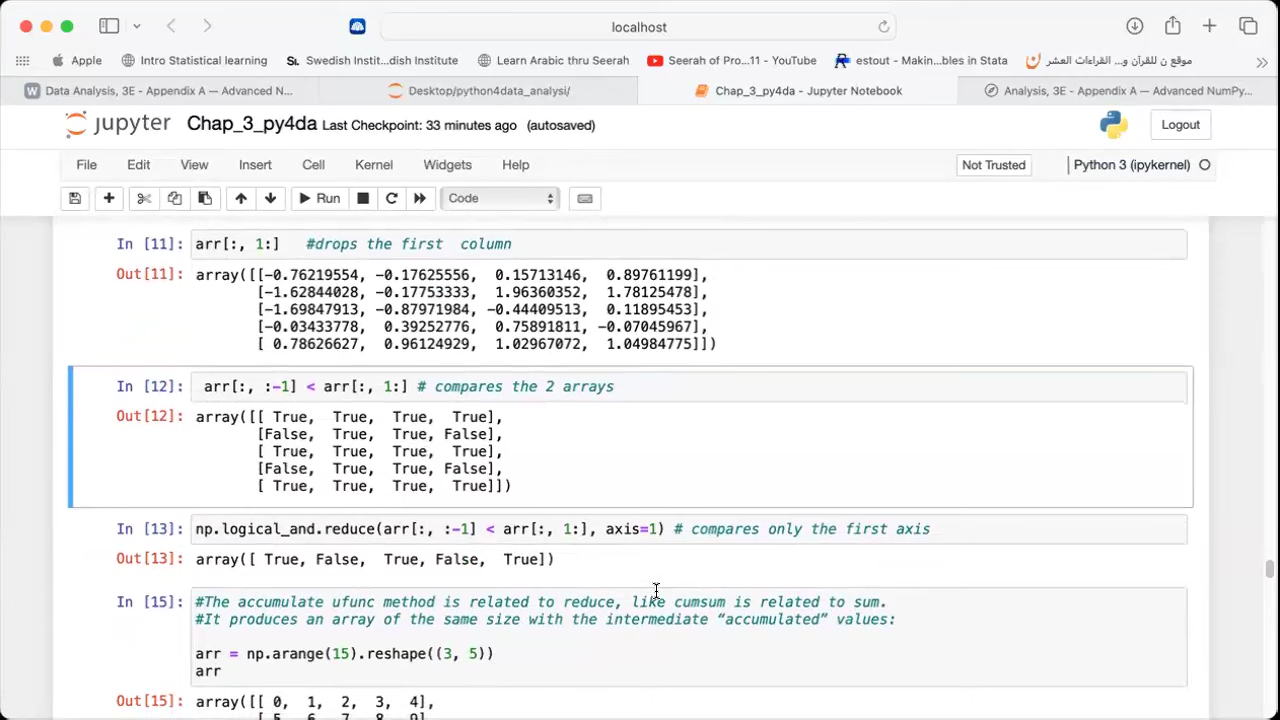 localhost
Apple
Intro Statistical learning
SL Swedish Instit...dish Institute
Learn Arabic thru Seerah
Seerah of Pro...11 - YouTube
estout - Makin...bles in Stata
موقع ن للقرآن و... القراءات العشر
W Data Analysis, 3E - Appendix A — Advanced N...
Desktop/python4data_analysi/
Chap_3_py4da - Jupyter Notebook
Analysis, 3E - Appendix A — Advanced NumPy...
jupyter Chap_3_py4da Last Checkpoint: 33 minutes ago (autosaved)
Logout
File Edit View Insert Cell Kernel Widgets Help
Not Trusted
Python 3 (ipykernel)
Run
Code
In [11]: arr[:, 1:] #drops the first column
Out[11]: array([[-0.76219554, -0.17625556, 0.15713146, 0.89761199],
[-1.62844028, -0.17753333, 1.96360352, 1.78125478],
[-1.69847913, -0.87971984, -0.44409513, 0.11895453],
[-0.03433778, 0.39252776, 0.75891811, -0.07045967],
[ 0.78626627, 0.96124929, 1.02967072, 1.04984775]])
In [12]: arr[:, :-1] < arr[:, 1:] # compares the 2 arrays
Out[12]: array([[ True, True, True, True],
[False, True, True, False],
[ True, True, True, True],
[False, True, True, False],
[ True, True, True, True]])
In [13]: np.logical_and.reduce(arr[:, :-1] < arr[:, 1:], axis=1) # compares only the first axis
Out[13]: array([ True, False, True, False, True])
In [15]: #The accumulate ufunc method is related to reduce, like cumsum is related to sum.
#It produces an array of the same size with the intermediate “accumulated” values:
arr = np.arange(15).reshape((3, 5))
arr
Out[15]: array([[ 0, 1, 2, 3, 4],
[ 5, 6, 7, 8, 9],